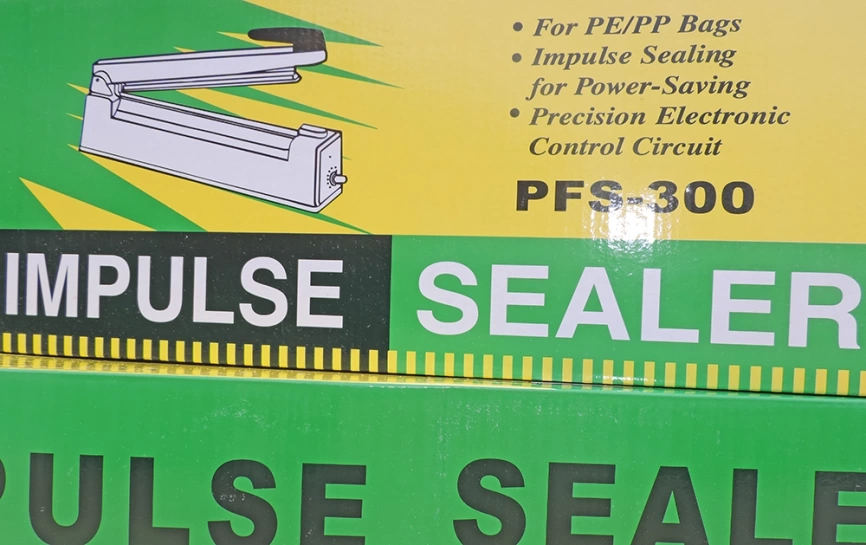 • For PE/PP Bags
• Impulse Sealing
for Power-Saving
• Precision Electronic
Control Circuit
PFS-300
IMPULSE SEALER
PULSE SEALE